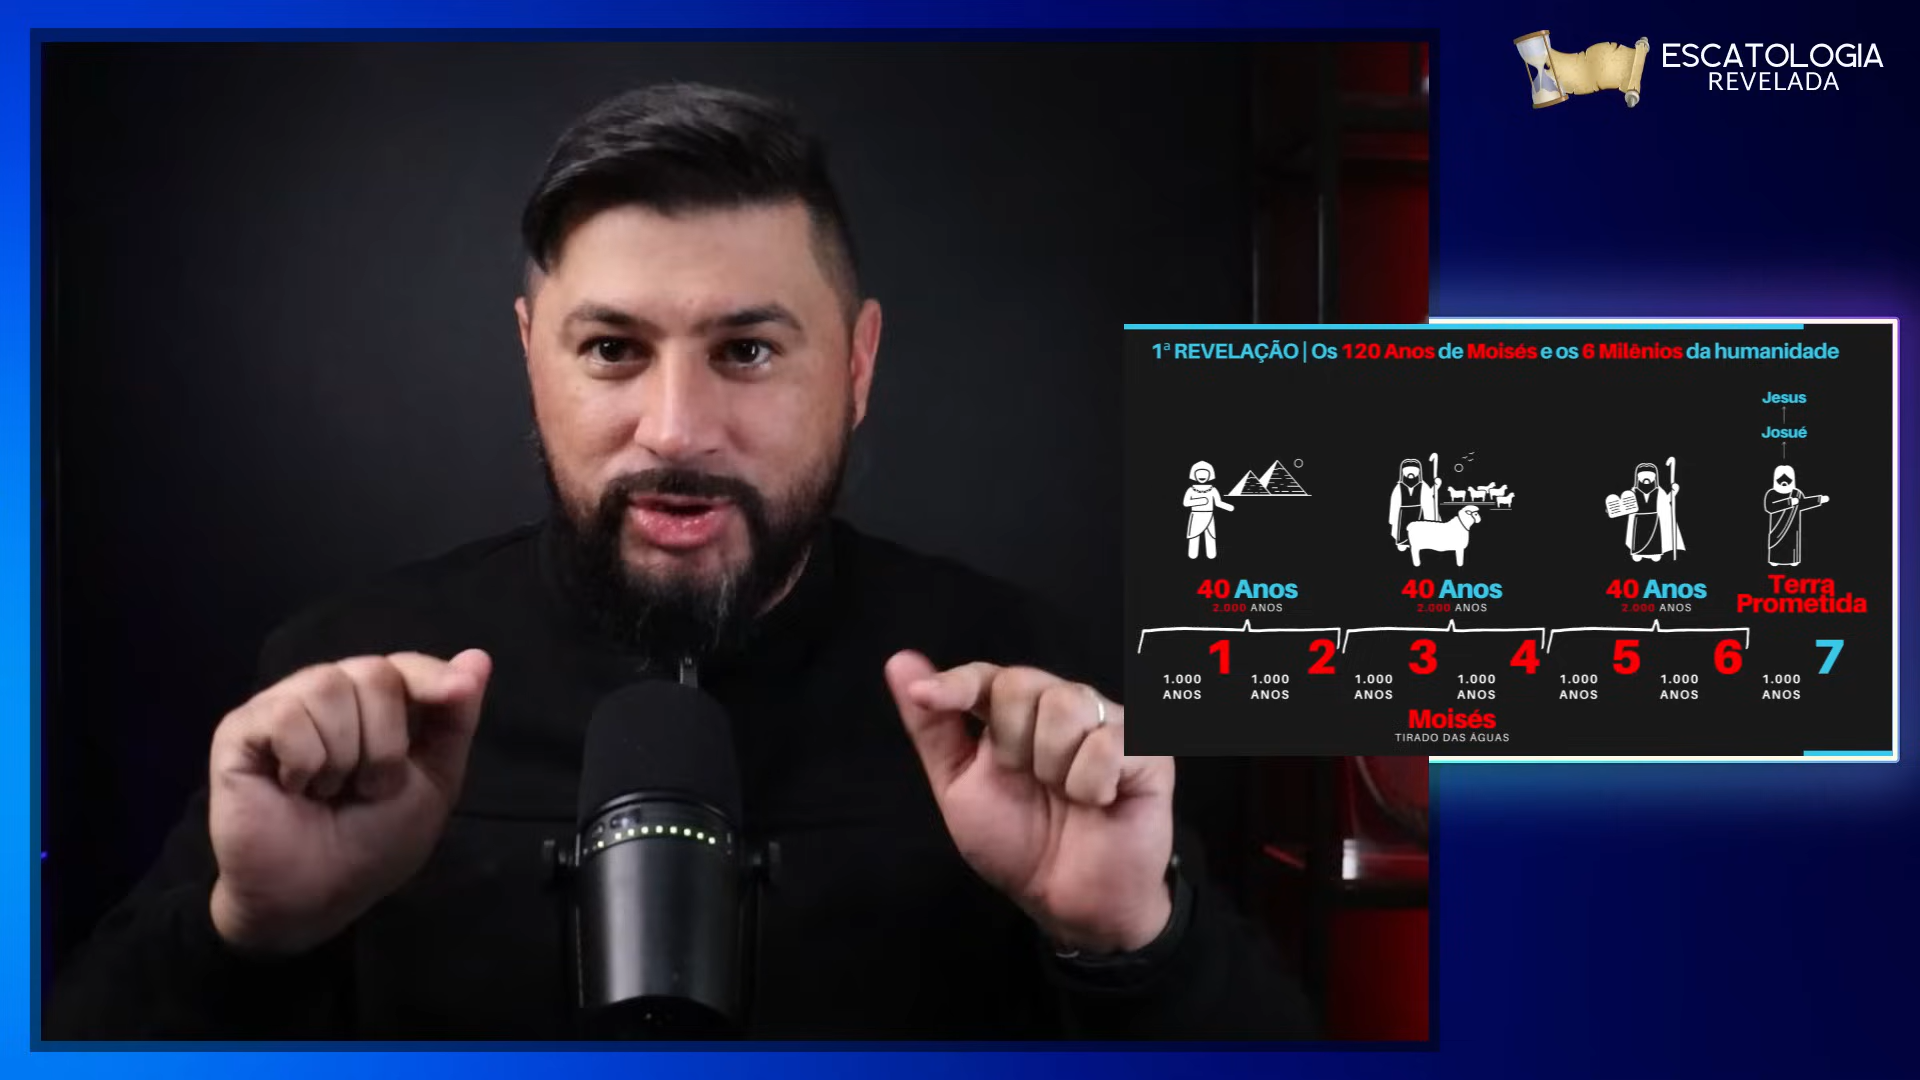 ESCATOLOGIA
REVELADA
1ª REVELAÇÃO | Os 120 Anos de Moisés e os 6 Milênios da humanidade
Jesus
Josué
40 Anos
2.000 ANOS
40 Anos
2.000 ANOS
40 Anos
2.000 ANOS
Terra
Prometida
1 2 3 4 5 6 7
1.000 ANOS
1.000 ANOS
1.000 ANOS
1.000 ANOS
1.000 ANOS
1.000 ANOS
1.000 ANOS
Moisés
TIRADO DAS ÁGUAS